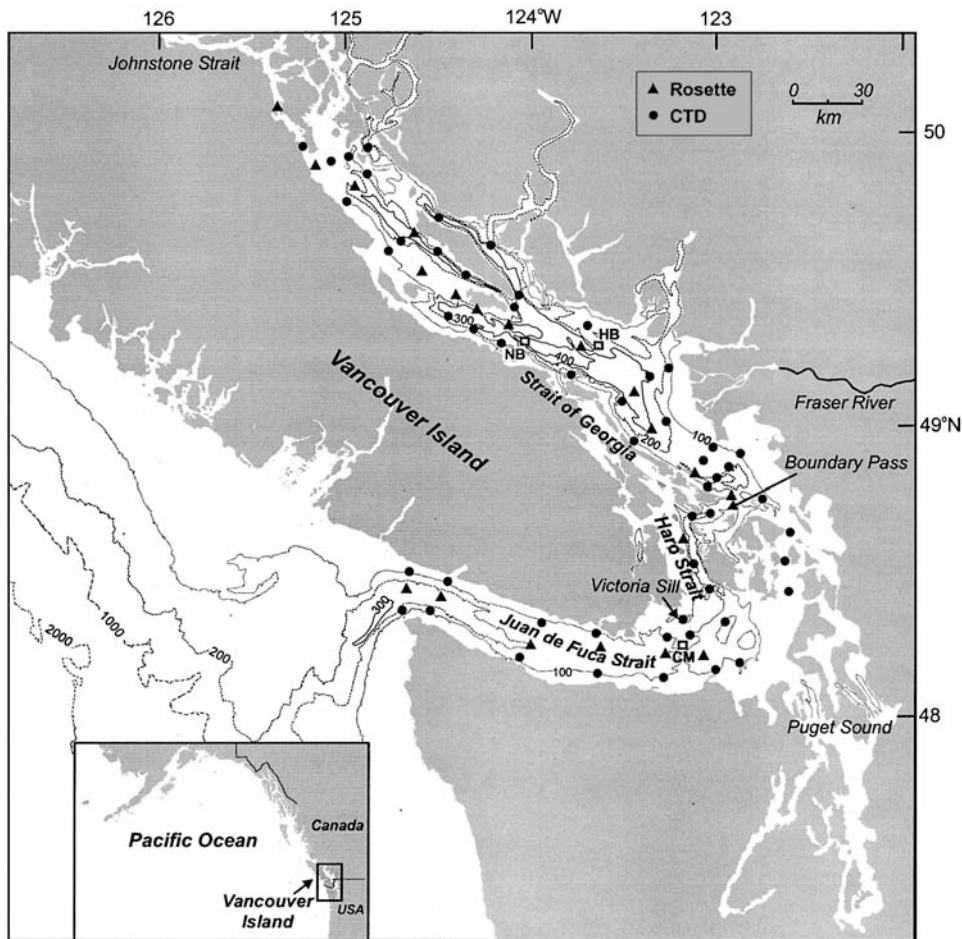 126
125
124°W
123
Johnstone Strait
Rosette
CTD
0
30
km
50
HB
300
NB
400
Vancouver Island
Strait of Georgia
Fraser River
200
100
49°N
Boundary Pass
Haro Strait
Victoria Sill
300
Juan de Fuca Strait
CM
2000
1000
200
100
48
Puget Sound
Canada
Pacific Ocean
Vancouver
Island
USA